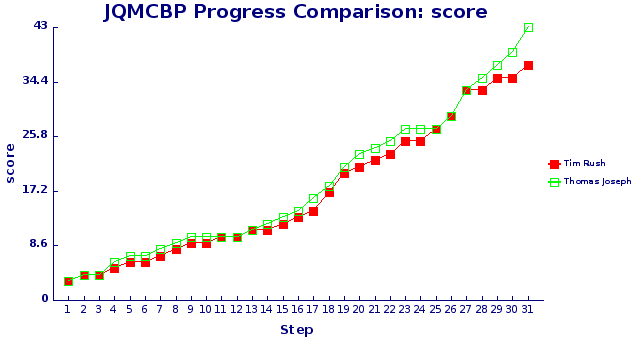 JQMCBP Progress Comparison: score
43
34.4
25.8
17.2
8.6
0
score
1 2 3 4 5 6 7 8 9 10 11 12 13 14 15 16 17 18 19 20 21 22 23 24 25 26 27 28 29 30 31
Step
Tim Rush
Thomas Joseph